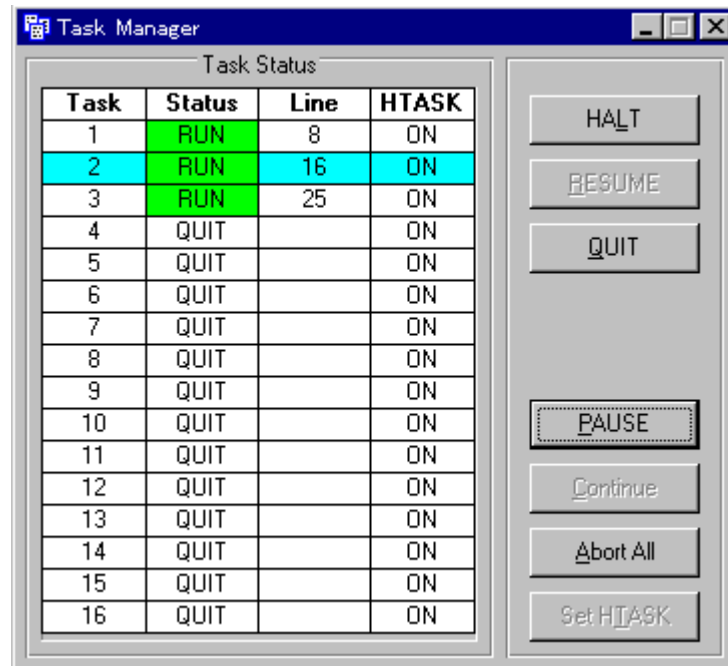 Task Manager
Task Status
Task Status Line HTASK
1 RUN 8 ON
2 RUN 16 ON
3 RUN 25 ON
4 QUIT ON
5 QUIT ON
6 QUIT ON
7 QUIT ON
8 QUIT ON
9 QUIT ON
10 QUIT ON
11 QUIT ON
12 QUIT ON
13 QUIT ON
14 QUIT ON
15 QUIT ON
16 QUIT ON
HALT
RESUME
QUIT
PAUSE
Continue
Abort All
Set HTASK